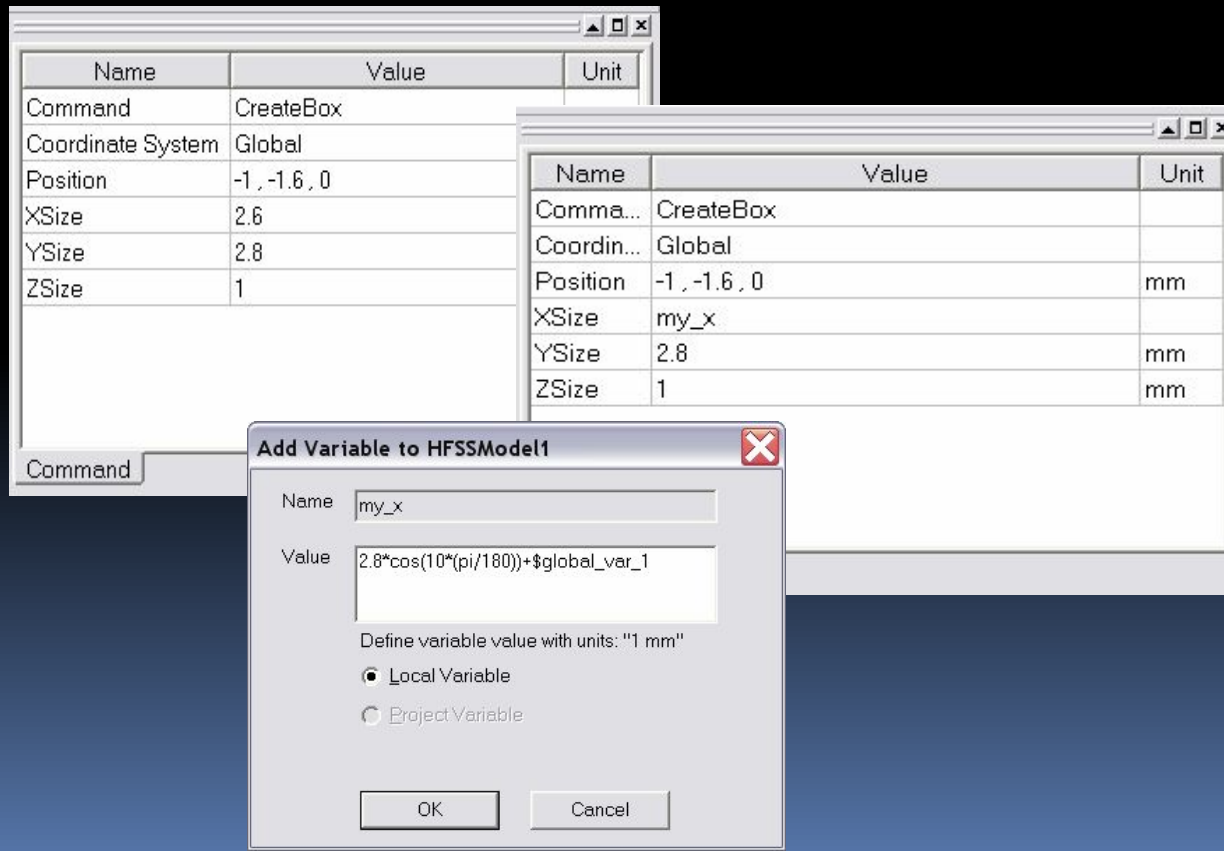 Name Value Unit
Command CreateBox
Coordinate System Global
Position -1 , -1.6 , 0
XSize 2.6
YSize 2.8
ZSize 1
Command
Name Value Unit
Comma... CreateBox
Coordin... Global
Position -1 , -1.6 , 0 mm
XSize my_x
YSize 2.8 mm
ZSize 1 mm
Add Variable to HFSSModel1
Name my_x
Value 2.8*cos(10*(pi/180))+$global_var_1
Define variable value with units: "1 mm"
Local Variable
Project Variable
OK Cancel